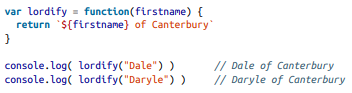 var lordify = function(firstname) {
  return `${firstname} of Canterbury`
}

console.log( lordify("Dale") )       // Dale of Canterbury
console.log( lordify("Daryle") )     // Daryle of Canterbury